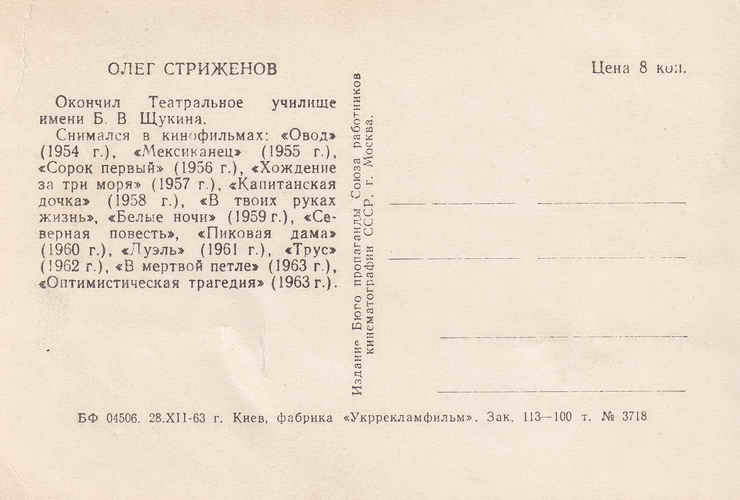 ОЛЕГ СТРИЖЕНОВ
Окончил Театральное училище
имени Б. В Щукина.
Снимался в кинофильмах: «Овод»
(1954 г.), «Мексиканец» (1955 г.),
«Сорок первый» (1956 г.), «Хождение
за три моря» (1957 г.), «Капитанская
дочка» (1958 г.), «В твоих руках
жизнь», «Белые ночи» (1959 г.), «Се-
верная повесть», «Пиковая дама»
(1960 г.), «Дуэль» (1961 г.), «Трус»
(1962 г.), «В мертвой петле» (1963 г.),
«Оптимистическая трагедия» (1963 г.).
Издание Бюро пропаганды Союза работников
кинематографии СССР, г. Москва.
Цена 8 коп.
БФ 04506. 28.XII-63 г. Киев, фабрика «Укррекламфильм». Зак. 113—100 т. № 3718